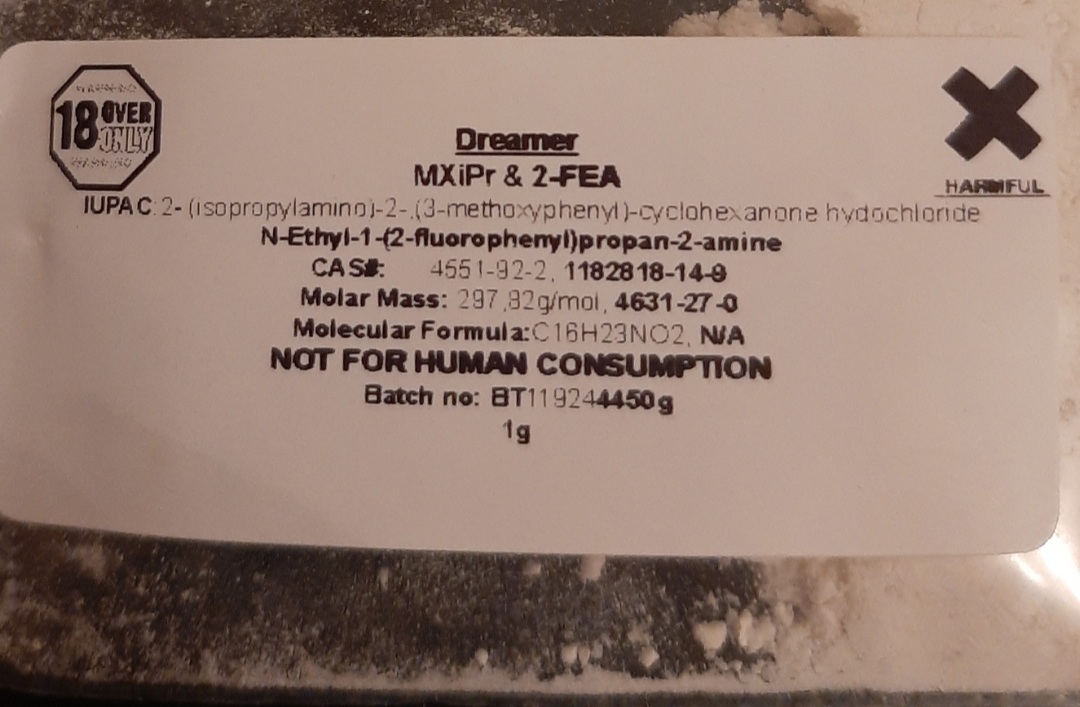 18 OVER
ONLY
Dreamer
MXiPr & 2-FEA
HARMFUL
IUPAC: 2- (isopropylamino)-2-,(3-methoxyphenyl)-cyclohexanone hydochloride
N-Ethyl-1-(2-fluorophenyl)propan-2-amine
CAS#: 4551-92-2, 1182818-14-9
Molar Mass: 297,82g/mol, 4631-27-0
Molecular Formula:C16H23NO2, N/A
NOT FOR HUMAN CONSUMPTION
Batch no: BT119244450g
1g